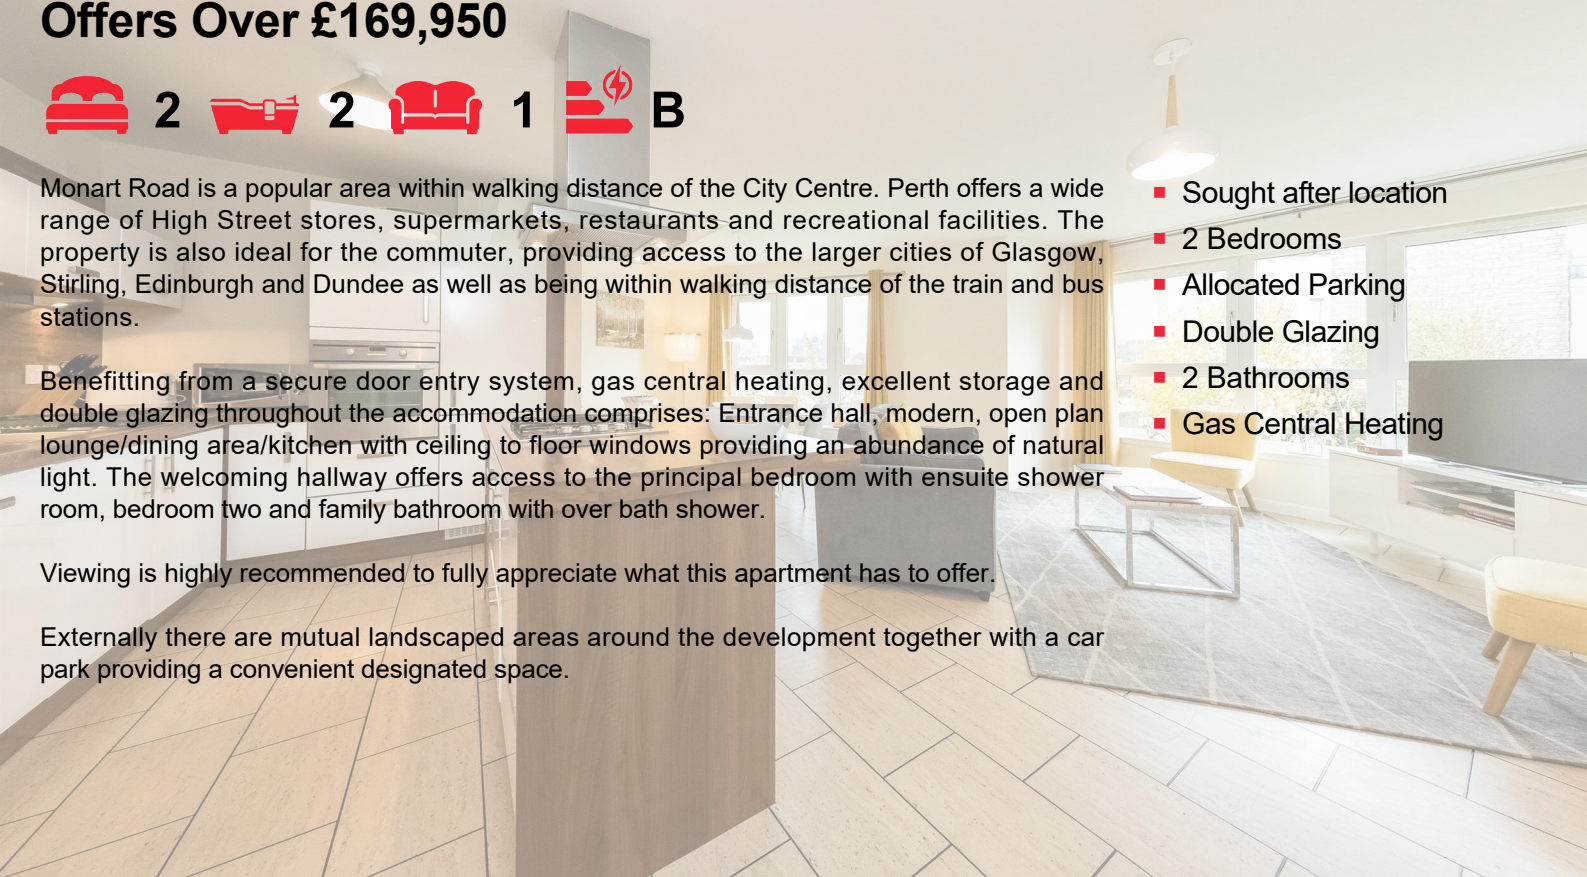 Offers Over £169,950
2 2 1 B
Monart Road is a popular area within walking distance of the City Centre. Perth offers a wide
range of High Street stores, supermarkets, restaurants and recreational facilities. The
property is also ideal for the commuter, providing access to the larger cities of Glasgow,
Stirling, Edinburgh and Dundee as well as being within walking distance of the train and bus
stations.
Benefitting from a secure door entry system, gas central heating, excellent storage and
double glazing throughout the accommodation comprises: Entrance hall, modern, open plan
lounge/dining area/kitchen with ceiling to floor windows providing an abundance of natural
light. The welcoming hallway offers access to the principal bedroom with ensuite shower
room, bedroom two and family bathroom with over bath shower.
Viewing is highly recommended to fully appreciate what this apartment has to offer.
Externally there are mutual landscaped areas around the development together with a car
park providing a convenient designated space.
Sought after location
2 Bedrooms
Allocated Parking
Double Glazing
2 Bathrooms
Gas Central Heating